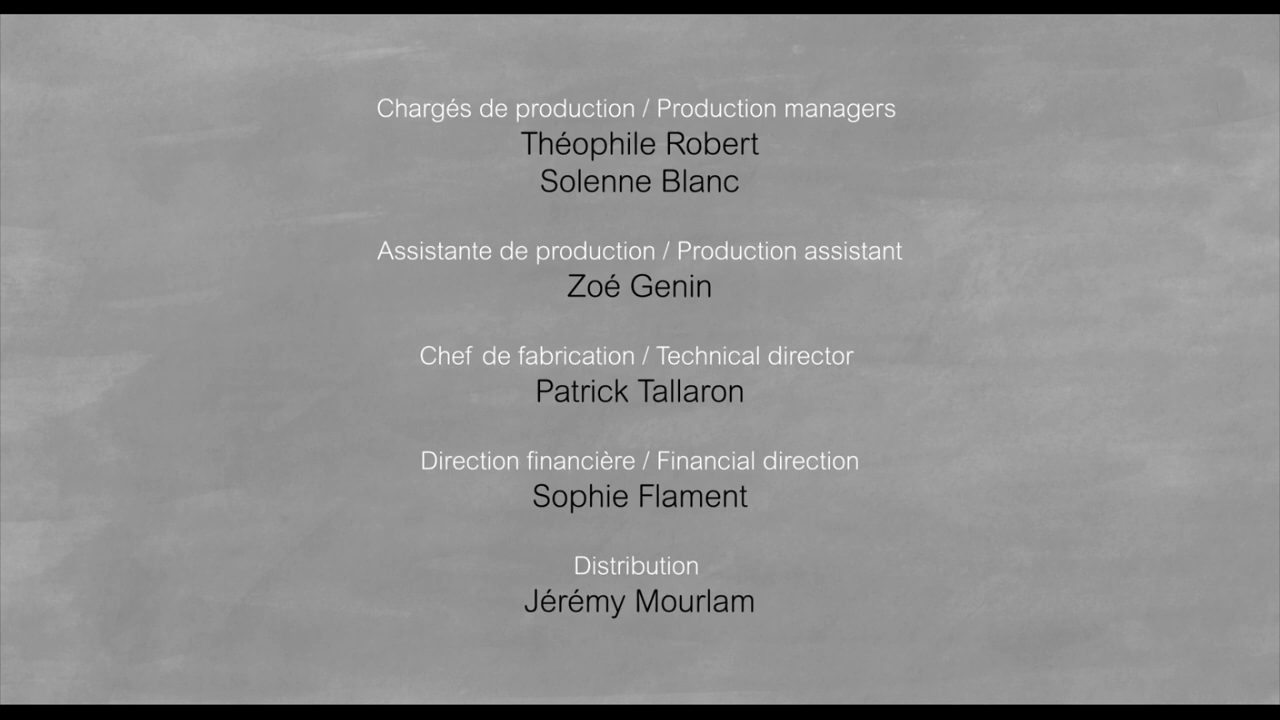 Chargés de production / Production managers
Théophile Robert
Solenne Blanc
Assistante de production / Production assistant
Zoé Genin
Chef de fabrication / Technical director
Patrick Tallaron
Direction financière / Financial direction
Sophie Flament
Distribution
Jérémy Mourlam